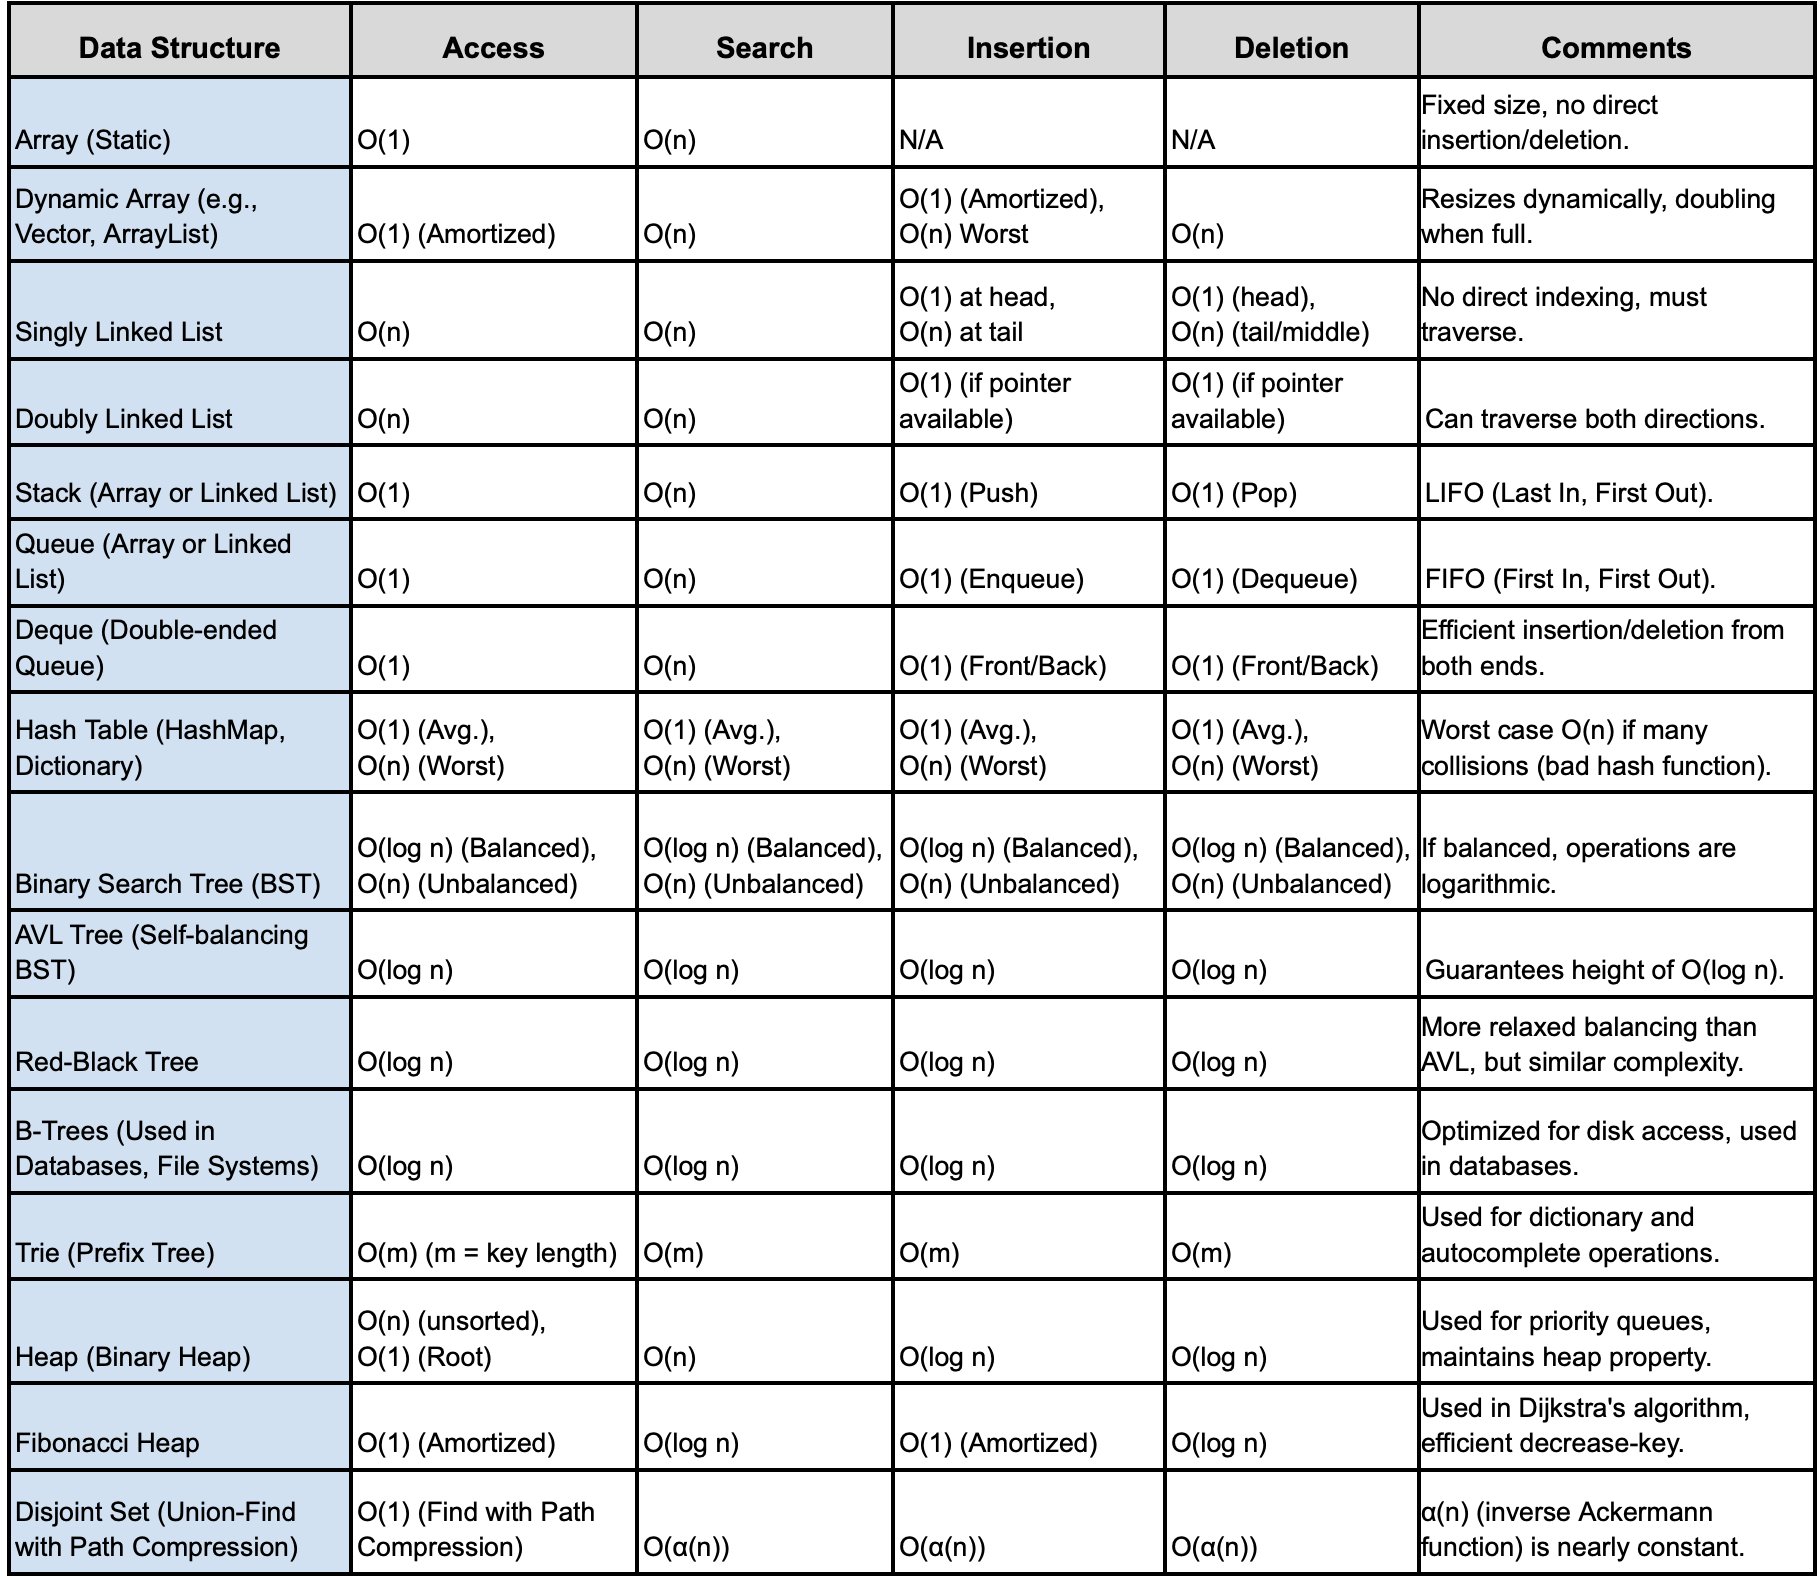 Data Structure Access Search Insertion Deletion Comments
Array (Static) O(1) O(n) N/A N/A Fixed size, no direct
insertion/deletion.
Dynamic Array (e.g.,
Vector, ArrayList) O(1) (Amortized) O(n) O(1) (Amortized),
O(n) Worst O(n) Resizes dynamically, doubling
when full.
Singly Linked List O(n) O(n) O(1) at head,
O(n) at tail O(1) (head),
O(n) (tail/middle) No direct indexing, must
traverse.
Doubly Linked List O(n) O(n) O(1) (if pointer
available) O(1) (if pointer
available) Can traverse both directions.
Stack (Array or Linked List) O(1) O(n) O(1) (Push) O(1) (Pop) LIFO (Last In, First Out).
Queue (Array or Linked
List) O(1) O(n) O(1) (Enqueue) O(1) (Dequeue) FIFO (First In, First Out).
Deque (Double-ended
Queue) O(1) O(n) O(1) (Front/Back) O(1) (Front/Back) Efficient insertion/deletion from
both ends.
Hash Table (HashMap,
Dictionary) O(1) (Avg.),
O(n) (Worst) O(1) (Avg.),
O(n) (Worst) O(1) (Avg.),
O(n) (Worst) O(1) (Avg.),
O(n) (Worst) Worst case O(n) if many
collisions (bad hash function).
Binary Search Tree (BST) O(log n) (Balanced),
O(n) (Unbalanced) O(log n) (Balanced),
O(n) (Unbalanced) O(log n) (Balanced),
O(n) (Unbalanced) O(log n) (Balanced),
O(n) (Unbalanced) If balanced, operations are
logarithmic.
AVL Tree (Self-balancing
BST) O(log n) O(log n) O(log n) O(log n) Guarantees height of O(log n).
Red-Black Tree O(log n) O(log n) O(log n) O(log n) More relaxed balancing than
AVL, but similar complexity.
B-Trees (Used in
Databases, File Systems) O(log n) O(log n) O(log n) O(log n) Optimized for disk access, used
in databases.
Trie (Prefix Tree) O(m) (m = key length) O(m) O(m) O(m) Used for dictionary and
autocomplete operations.
Heap (Binary Heap) O(n) (unsorted),
O(1) (Root) O(n) O(log n) O(log n) Used for priority queues,
maintains heap property.
Fibonacci Heap O(1) (Amortized) O(log n) O(1) (Amortized) O(log n) Used in Dijkstra's algorithm,
efficient decrease-key.
Disjoint Set (Union-Find
with Path Compression) O(1) (Find with Path
Compression) O(α(n)) O(α(n)) O(α(n)) α(n) (inverse Ackermann
function) is nearly constant.